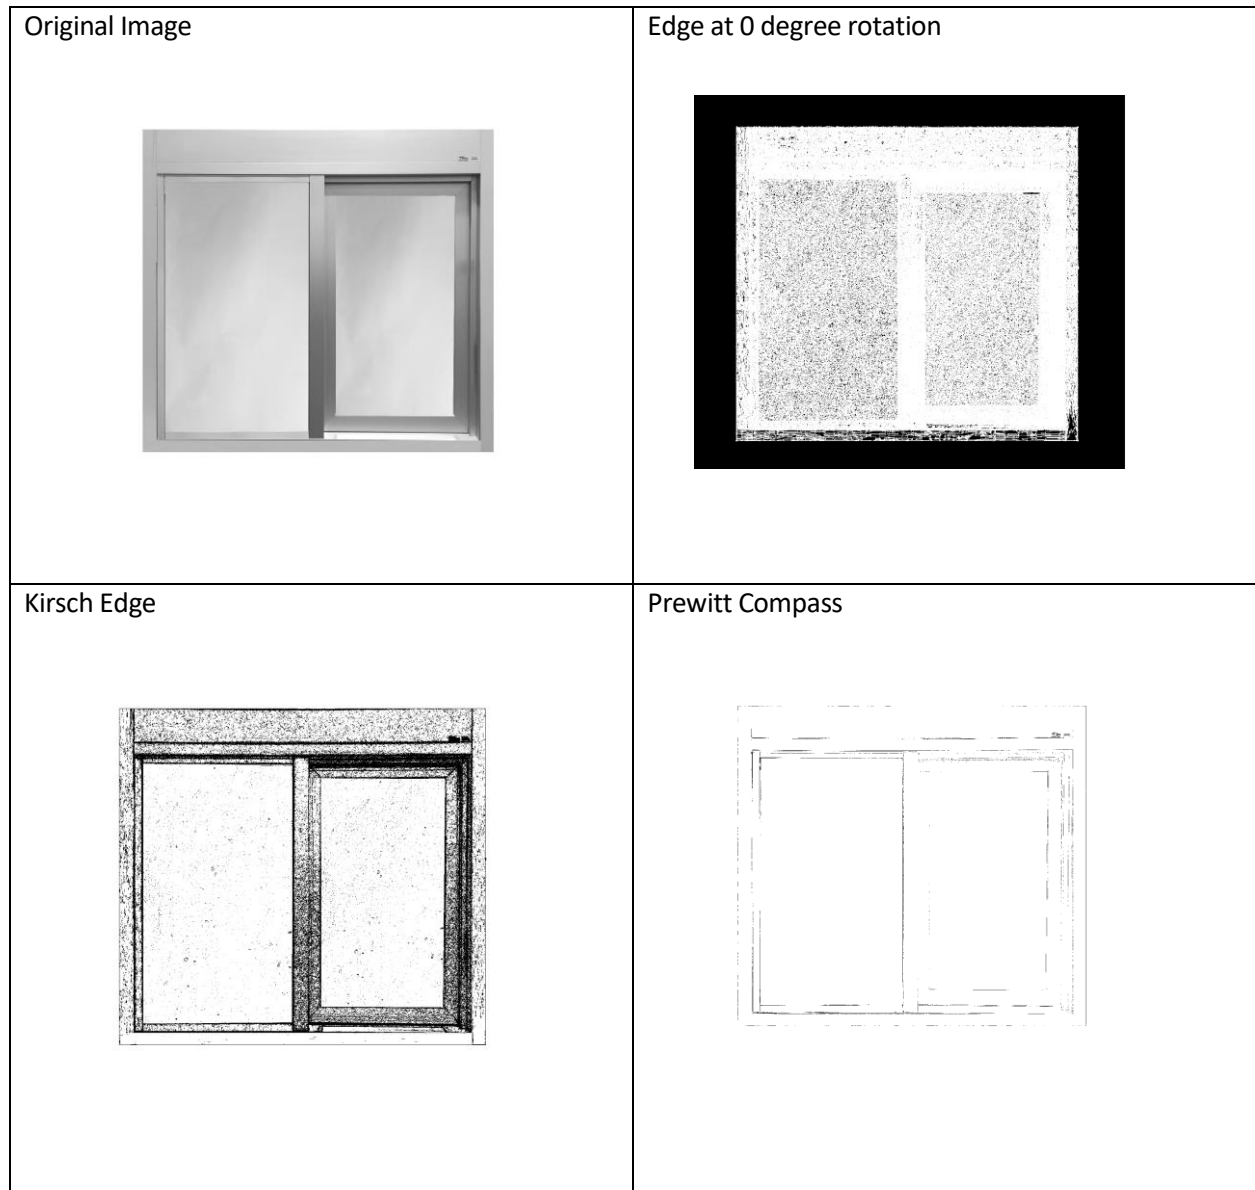 Original Image
Edge at 0 degree rotation
Kirsch Edge
Prewitt Compass